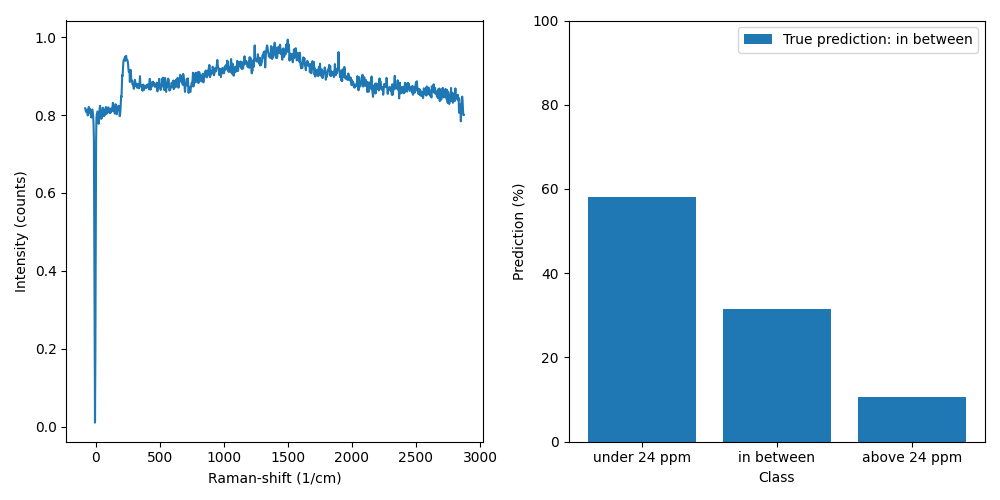 1.0
0.8
0.6
0.4
0.2
0.0
Intensity (counts)
0 500 1000 1500 2000 2500 3000
Raman-shift (1/cm)
100
80
60
40
20
0
Prediction (%)
True prediction: in between
under 24 ppm in between above 24 ppm
Class